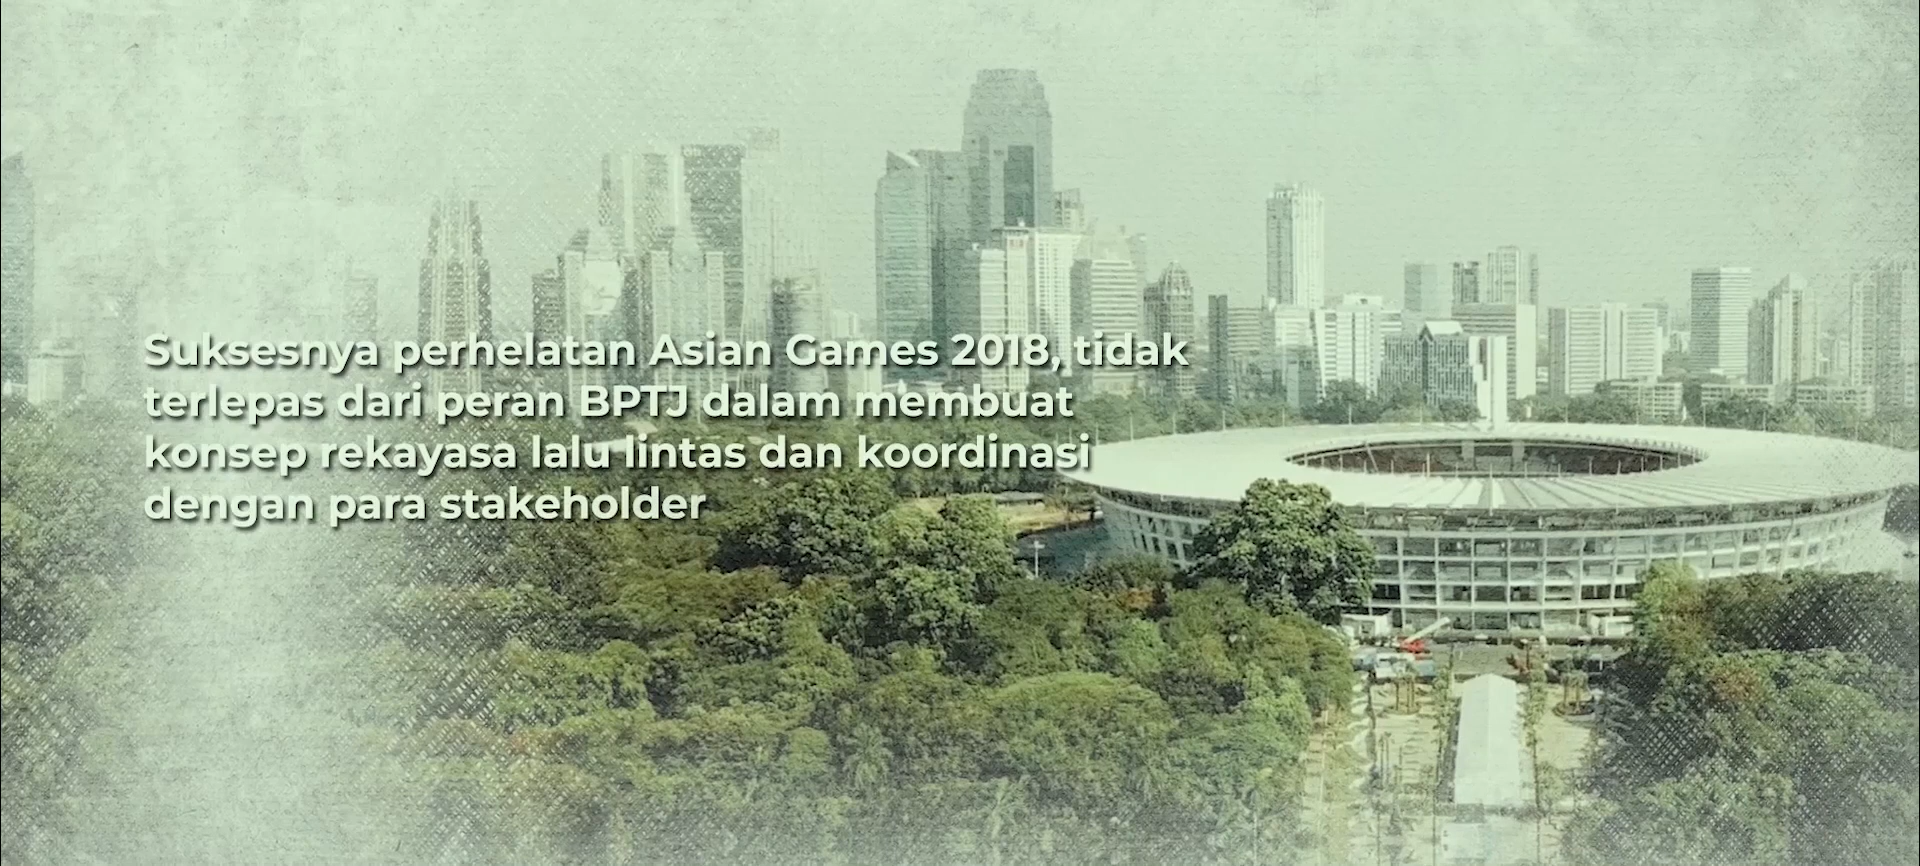 Suksesnya perhelatan Asian Games 2018, tidak
terlepas dari peran BPTJ dalam membuat
konsep rekayasa lalu lintas dan koordinasi
dengan para stakeholder